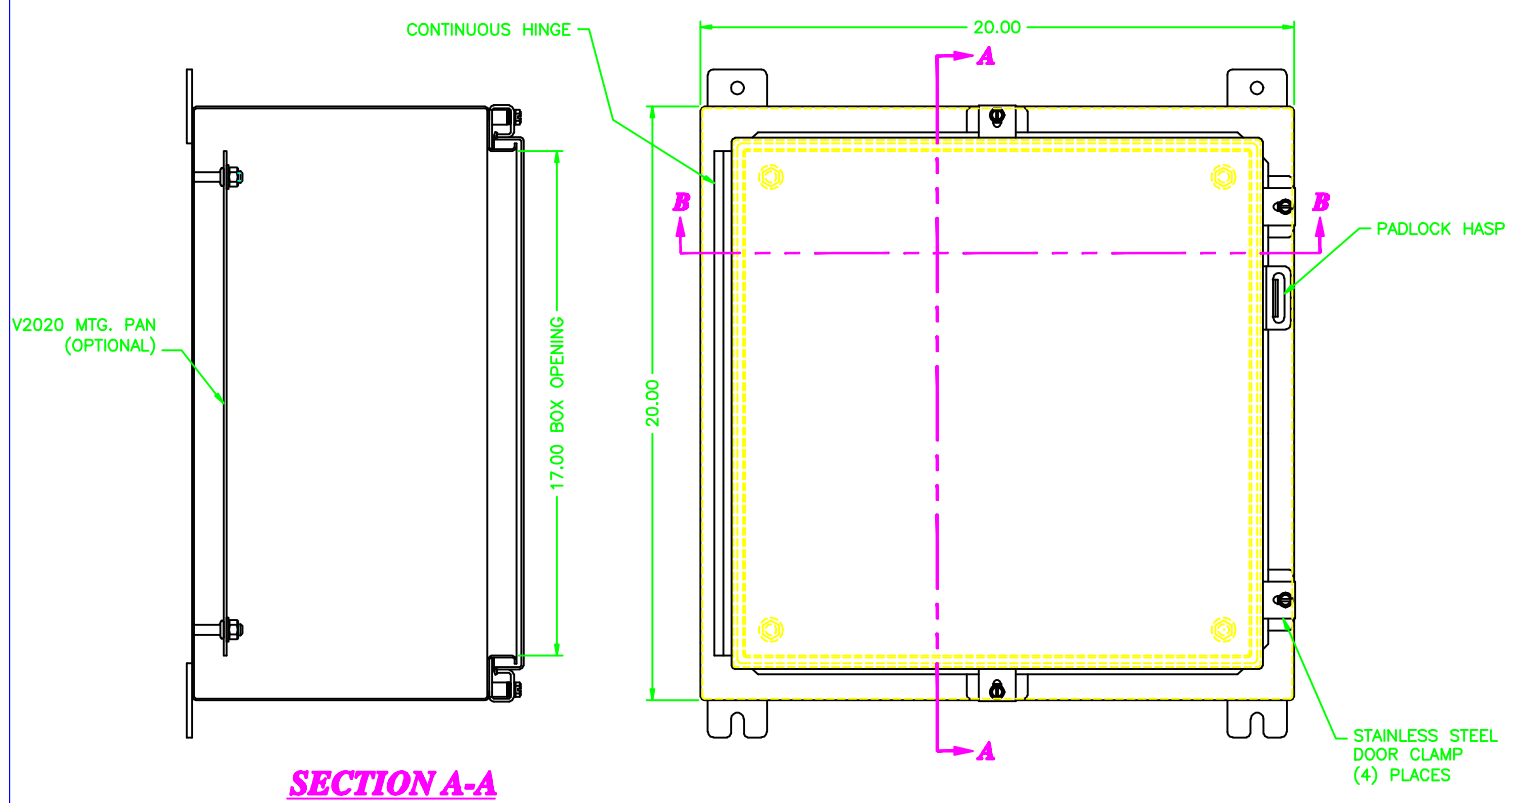 CONTINUOUS HINGE
20.00
A
B
B
PADLOCK HASP
V2020 MTG. PAN
(OPTIONAL)
17.00 BOX OPENING
20.00
STAINLESS STEEL
DOOR CLAMP
(4) PLACES
A
SECTION A-A